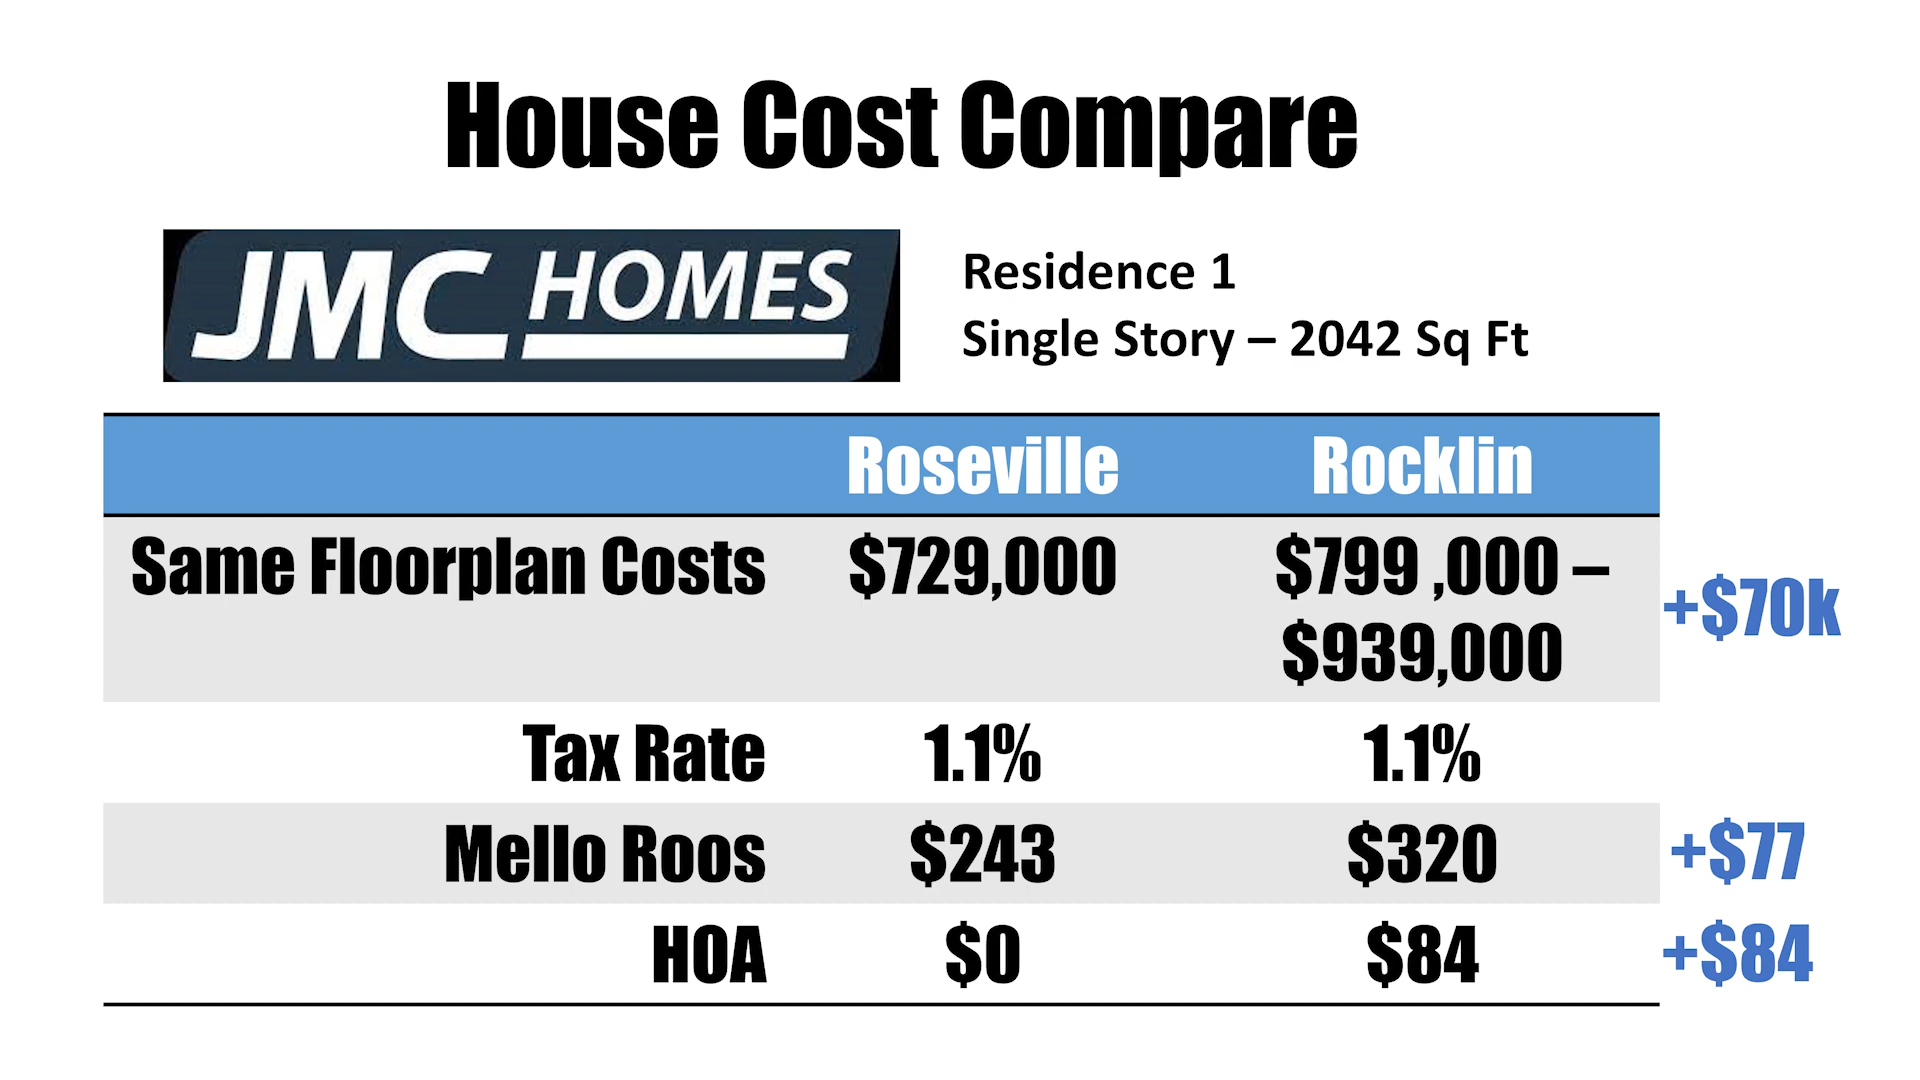 House Cost Compare
JMC HOMES
Residence 1
Single Story – 2042 Sq Ft
Roseville Rocklin
Same Floorplan Costs $729,000 $799 ,000 –
$939,000
+$70k
Tax Rate 1.1% 1.1%
Mello Roos $243 $320 +$77
HOA $0 $84 +$84